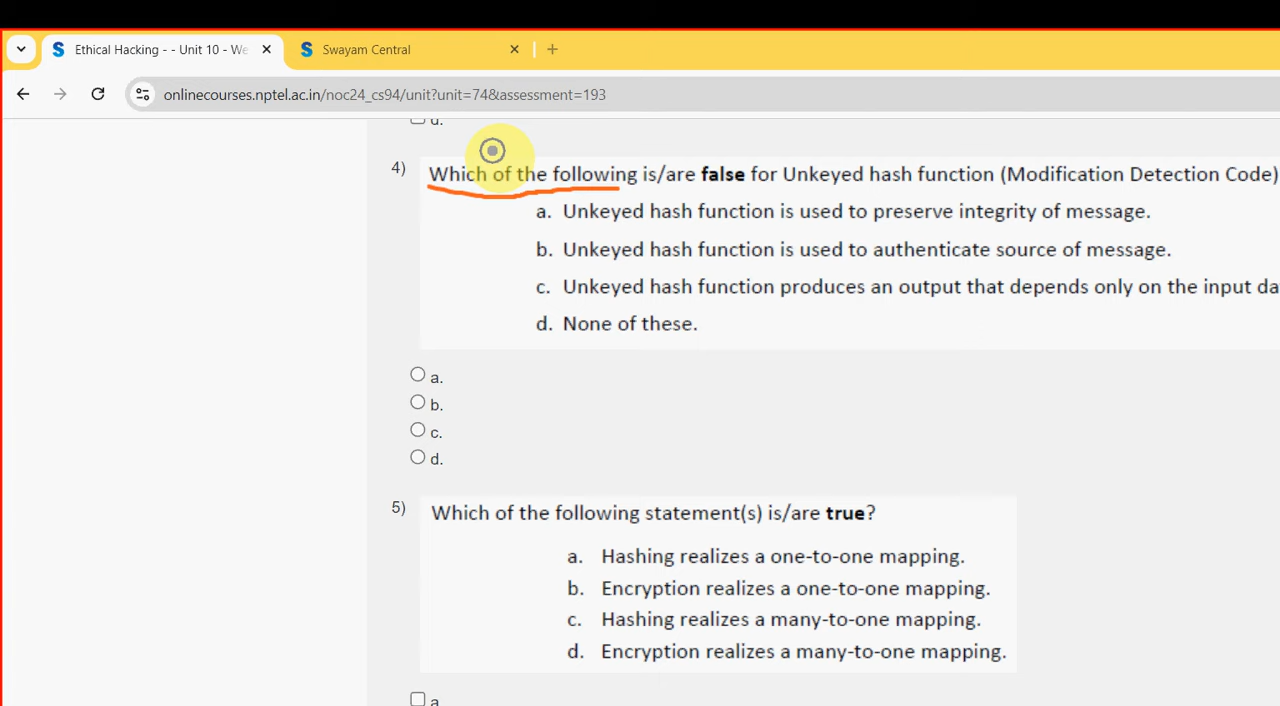 Ethical Hacking - - Unit 10 - We
Swayam Central
onlinecourses.nptel.ac.in/noc24_cs94/unit?unit=74&assessment=193
d.
4) Which of the following is/are false for Unkeyed hash function (Modification Detection Code)
a. Unkeyed hash function is used to preserve integrity of message.
b. Unkeyed hash function is used to authenticate source of message.
c. Unkeyed hash function produces an output that depends only on the input da
d. None of these.
a.
b.
c.
d.
5) Which of the following statement(s) is/are true?
a. Hashing realizes a one-to-one mapping.
b. Encryption realizes a one-to-one mapping.
c. Hashing realizes a many-to-one mapping.
d. Encryption realizes a many-to-one mapping.
a